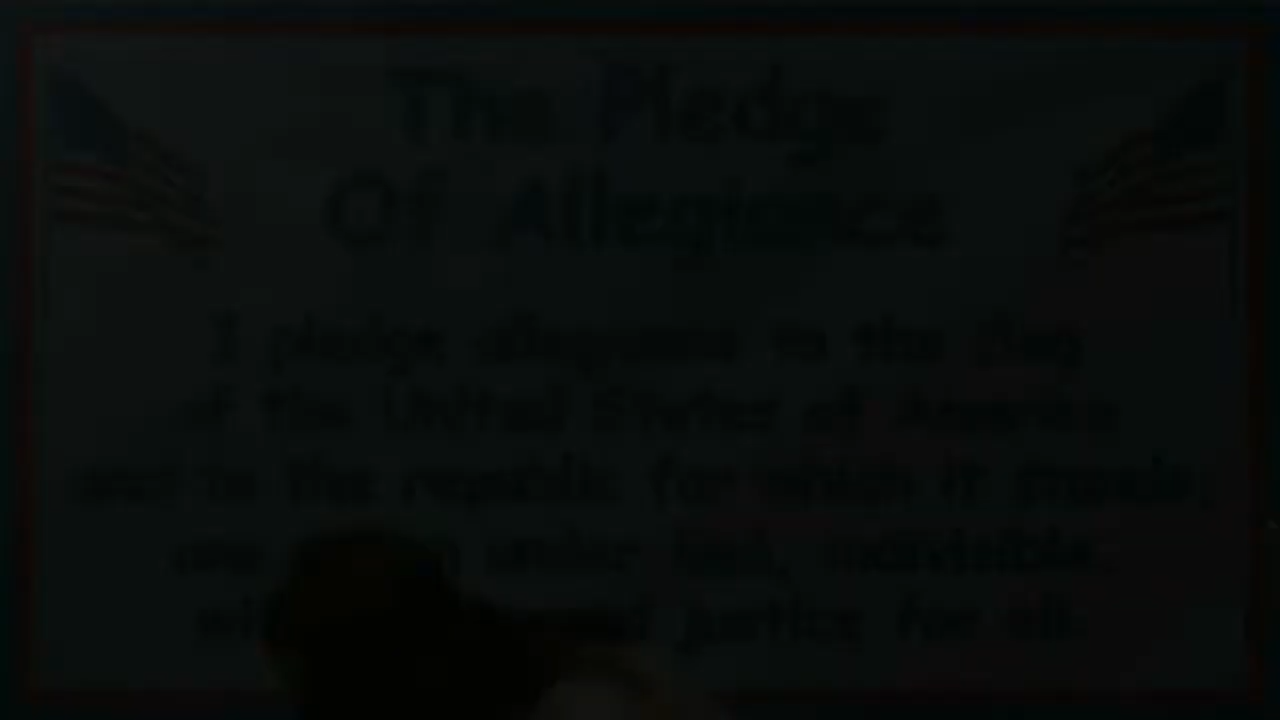 The Pledge
Of Allegiance
I pledge allegiance to the flag
of the United States of America
and to the republic for which it stands
one under God, indivisible,
justice for all